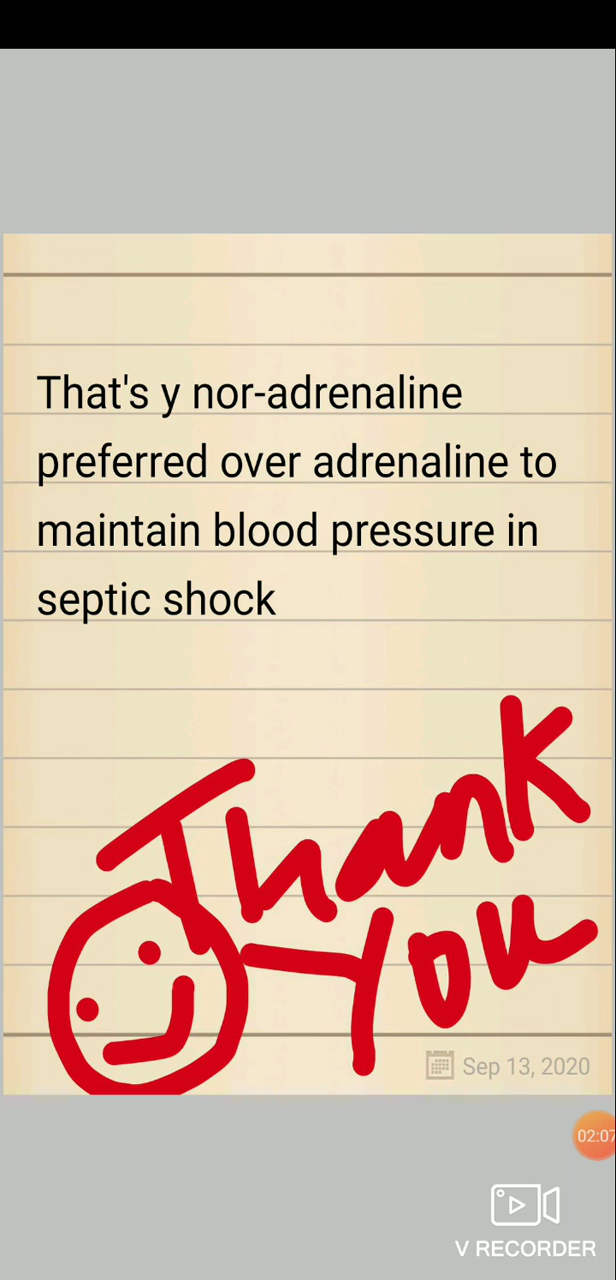 That's y nor-adrenaline
preferred over adrenaline to
maintain blood pressure in
septic shock
Thank
You
Sep 13, 2020
02:07
V RECORDER